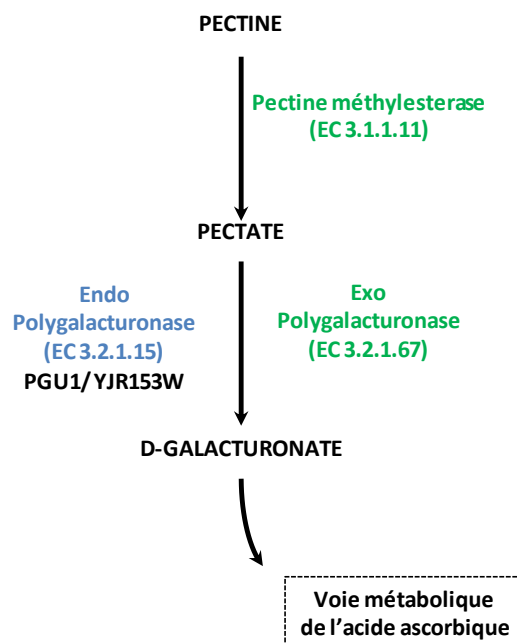 PECTINE
Pectine méthylesterase
(EC 3.1.1.11)
PECTATE
Endo
Polygalacturonase
(EC 3.2.1.15)
PGU1/YJR153W
Exo
Polygalacturonase
(EC 3.2.1.67)
D-GALACTURONATE
Voie métabolique
de l'acide ascorbique